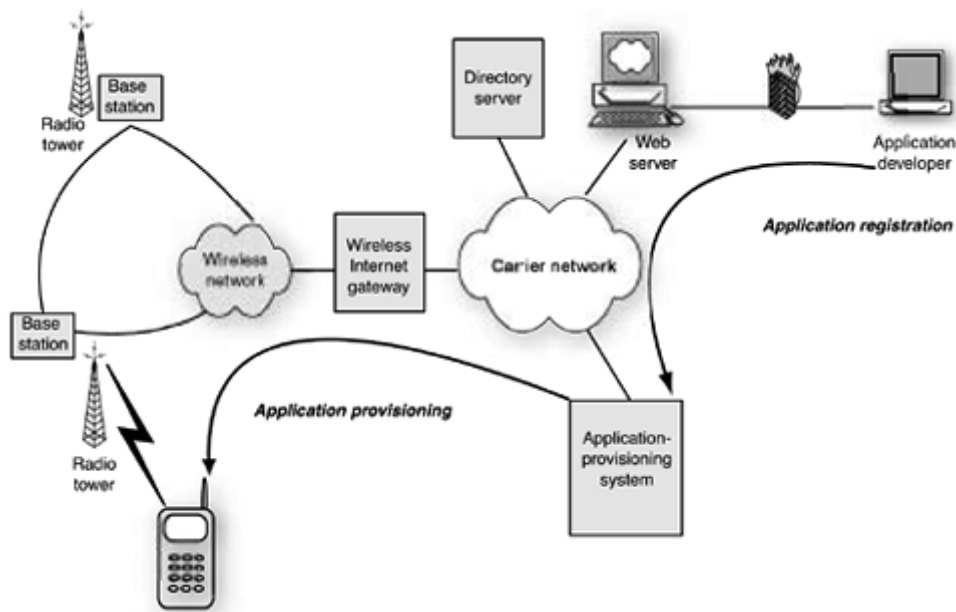 Base
station
Radio
tower
Directory
server
Web
server
Application
developer
Application registration
Wireless
network
Wireless
Internet
gateway
Carrier network
Base
station
Radio
tower
Application provisioning
Application-
provisioning
system